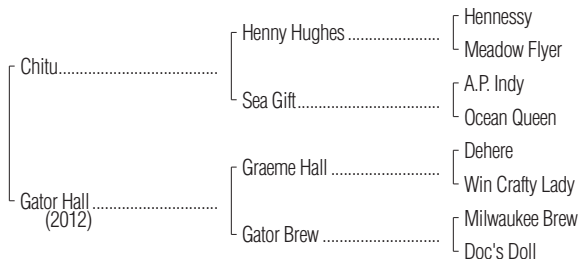 Hennessy
Henny Hughes
Meadow Flyer
Chitu
A.P. Indy
Sea Gift
Ocean Queen
Dehere
Graeme Hall
Win Crafty Lady
Gator Hall
(2012)
Milwaukee Brew
Gator Brew
Doc's Doll